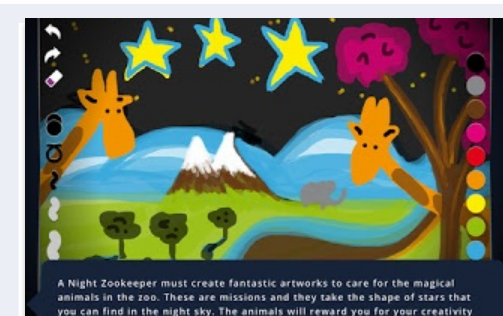 A Night Zookeeper must create fantastic artworks to care for the magical
animals in the zoo. These are missions and they take the shape of stars that
you can find in the night sky. The animals will reward you for your creativity